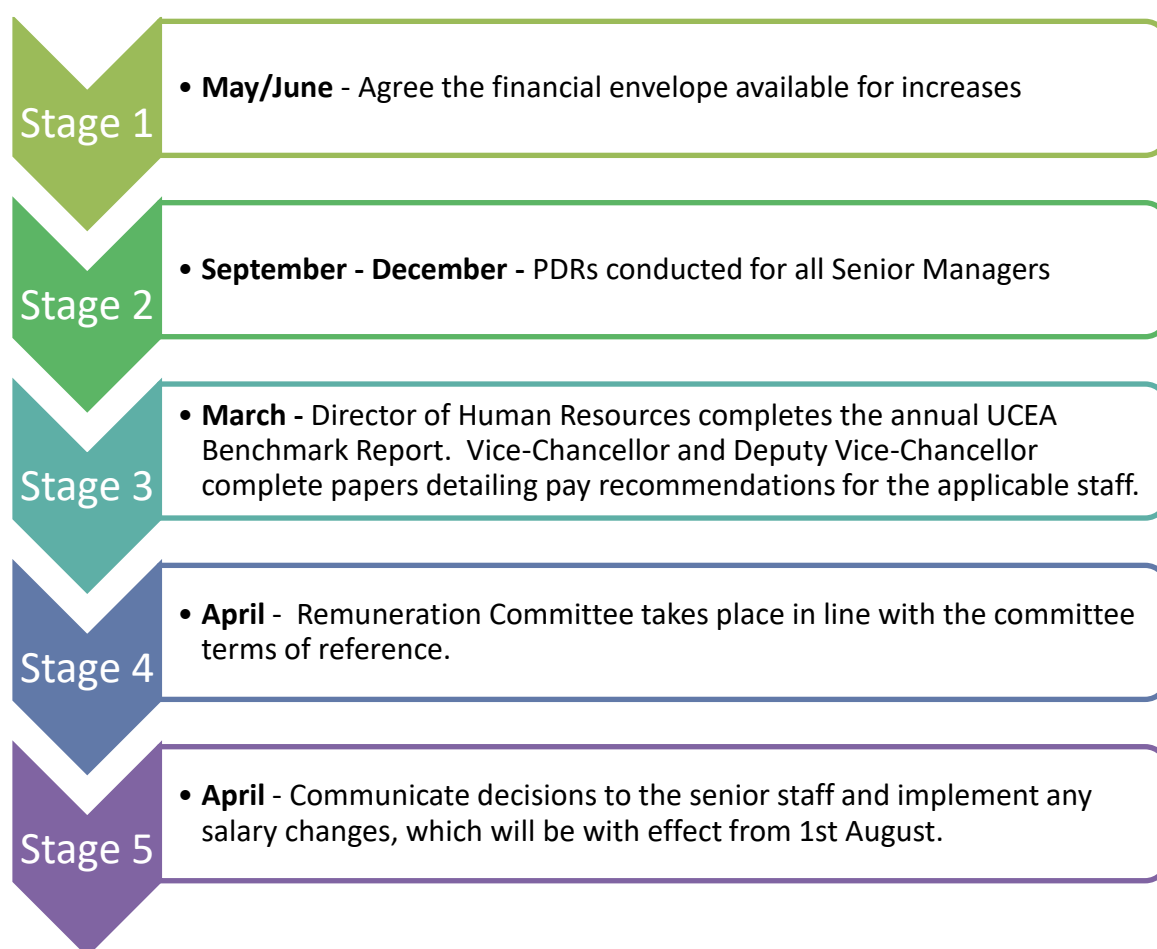 Stage 1
• May/June - Agree the financial envelope available for increases
Stage 2
• September - December - PDRs conducted for all Senior Managers
Stage 3
• March - Director of Human Resources completes the annual UCEA
Benchmark Report.  Vice-Chancellor and Deputy Vice-Chancellor
complete papers detailing pay recommendations for the applicable staff.
Stage 4
• April -  Remuneration Committee takes place in line with the committee
terms of reference.
Stage 5
• April - Communicate decisions to the senior staff and implement any
salary changes, which will be with effect from 1st August.